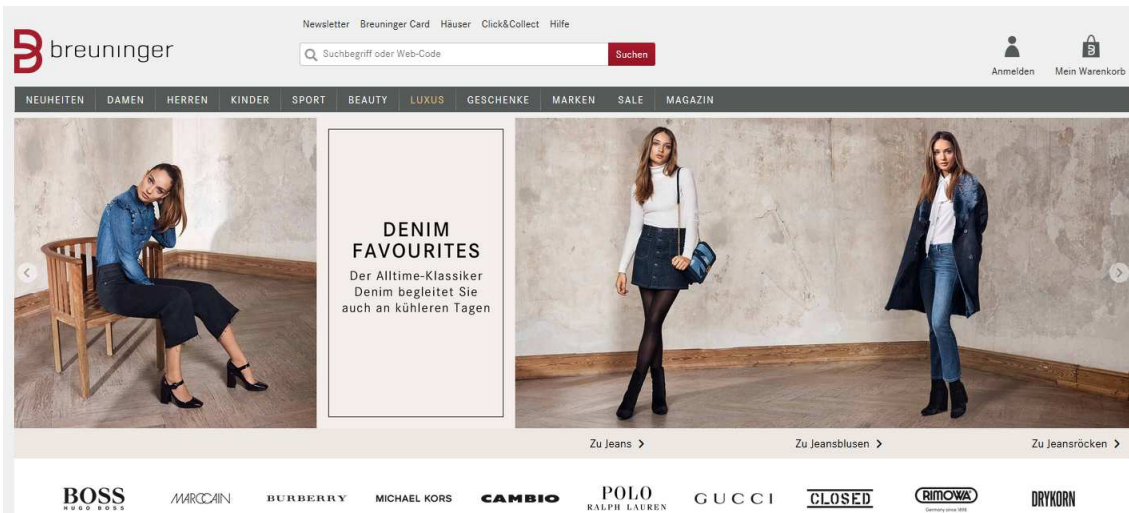 Newsletter Breuninger Card Häuser Click&Collect Hilfe
breuninger
Suchbegriff oder Web-Code
Suchen
Anmelden
Mein Warenkorb
NEUHEITEN DAMEN HERREN KINDER SPORT BEAUTY LUXUS GESCHENKE MARKEN SALE MAGAZIN
DENIM
FAVOURITES
Der Alltime-Klassiker
Denim begleitet Sie
auch an kühleren Tagen
Zu Jeans
Zu Jeansblusen
Zu Jeansröcken
BOSS
HUGO BOSS
MARCCAIN
BURBERRY
MICHAEL KORS
CAMBIO
POLO
RALPH LAUREN
GUCCI
CLOSED
RIMOWA
Germany since 1898
DRYKORN